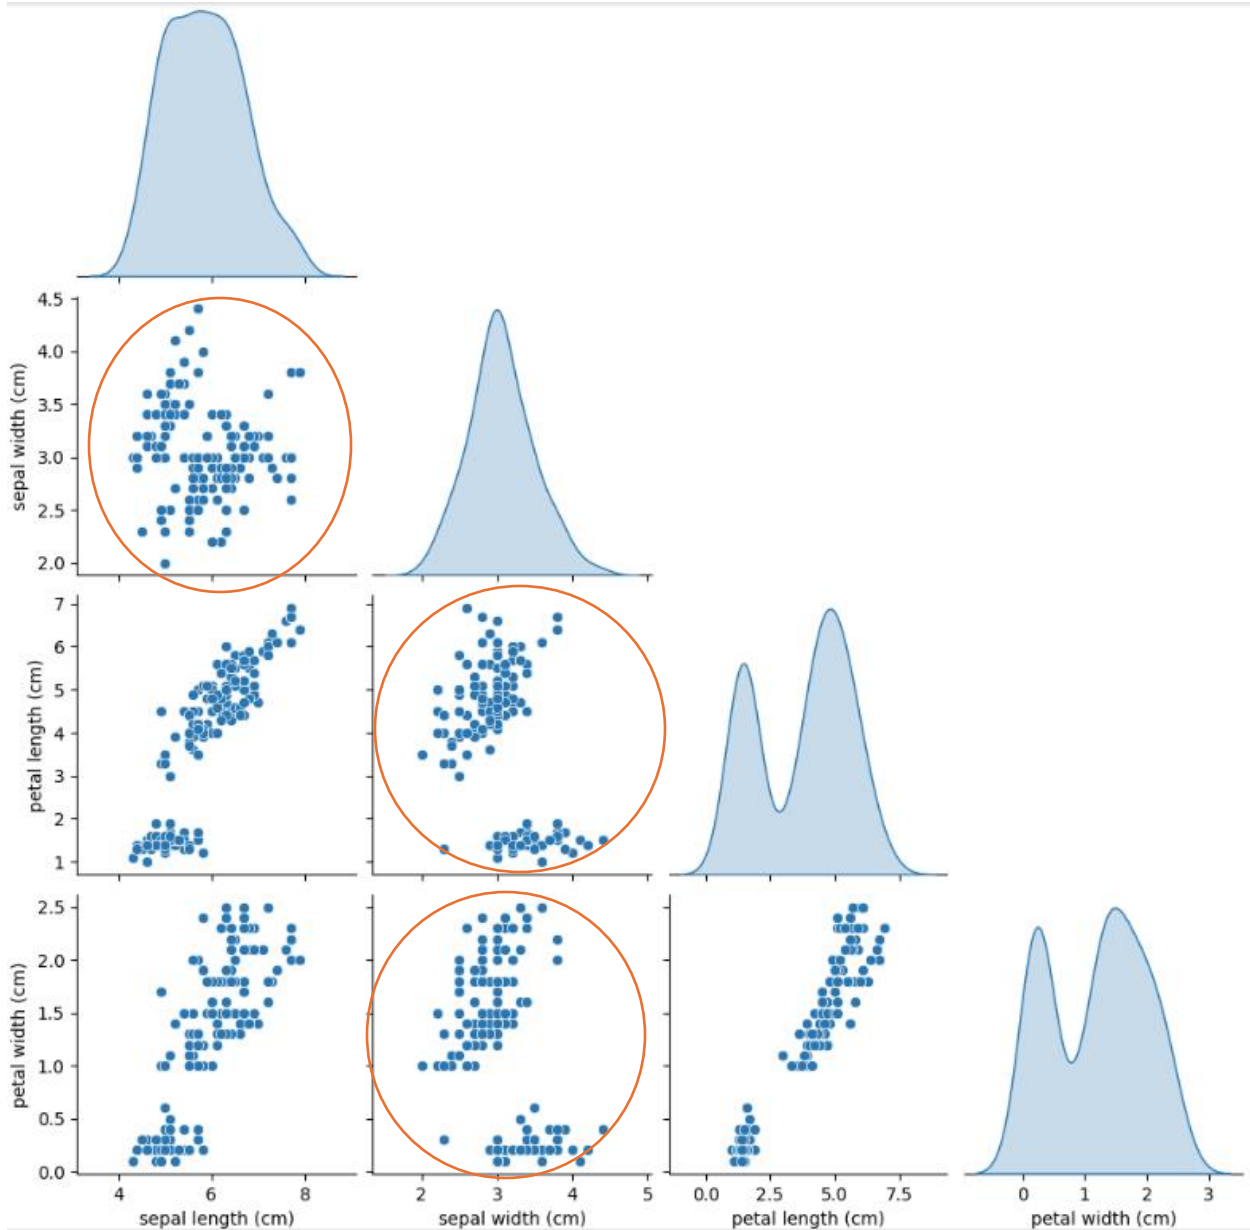 4.5
4.0
3.5
3.0
2.5
2.0
sepal width (cm)
7
6
5
4
3
2
1
petal length (cm)
2.5
2.0
1.5
1.0
0.5
0.0
petal width (cm)
4 6 8
sepal length (cm)
2 3 4 5
sepal width (cm)
0.0 2.5 5.0 7.5
petal length (cm)
0 1 2 3
petal width (cm)